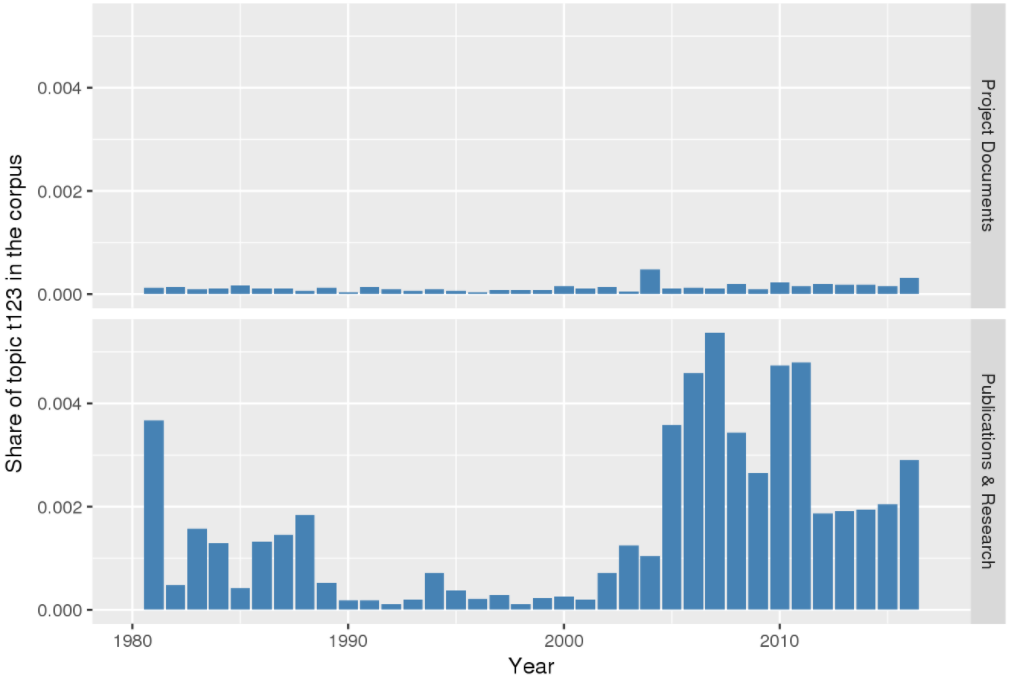 Share of topic t123 in the corpus
0.004
0.002
0.000
Project Documents
0.004
0.002
0.000
Publications & Research
1980 1990 2000 2010
Year